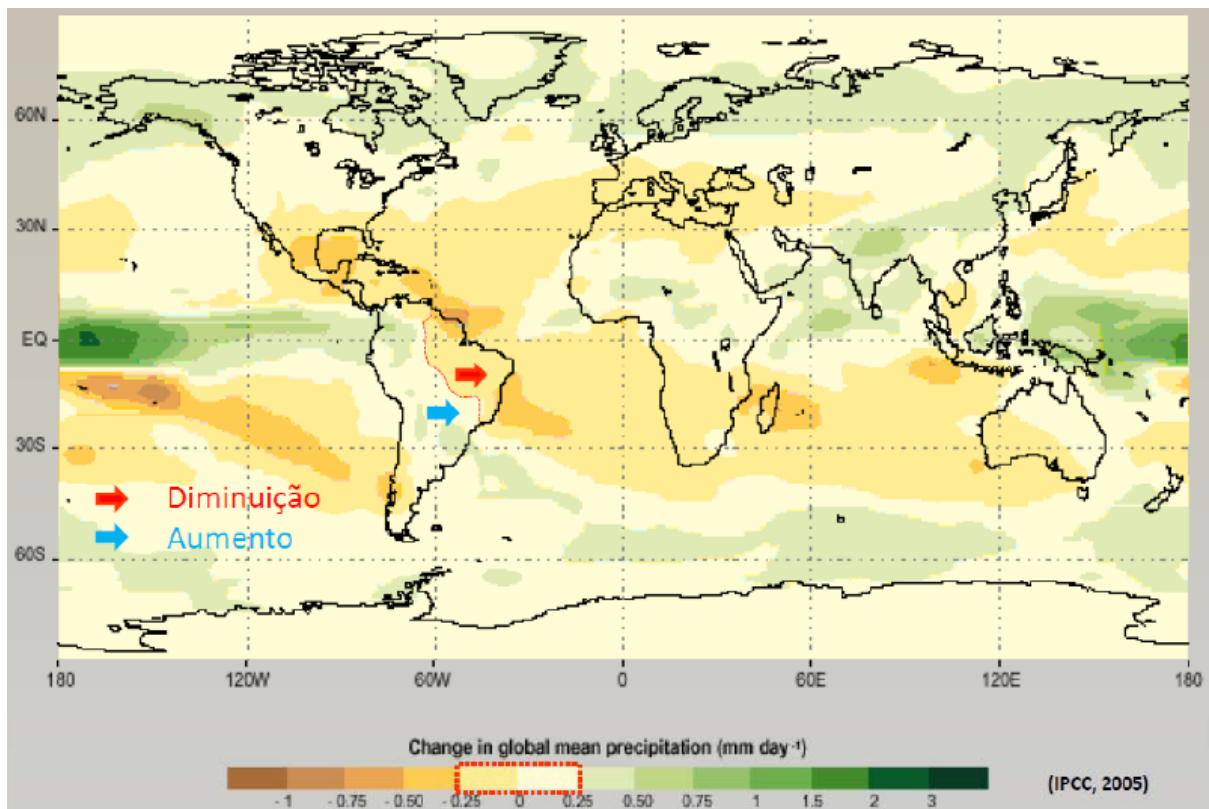 60N
30N
EQ
30S
60S
Diminuição
Aumento
180 120W 60W 0 60E 120E 180
Change in global mean precipitation (mm day -1)
- 1 - 0.75 - 0.50 - 0.25 0 0.25 0.50 0.75 1 1.5 2 3
(IPCC, 2005)